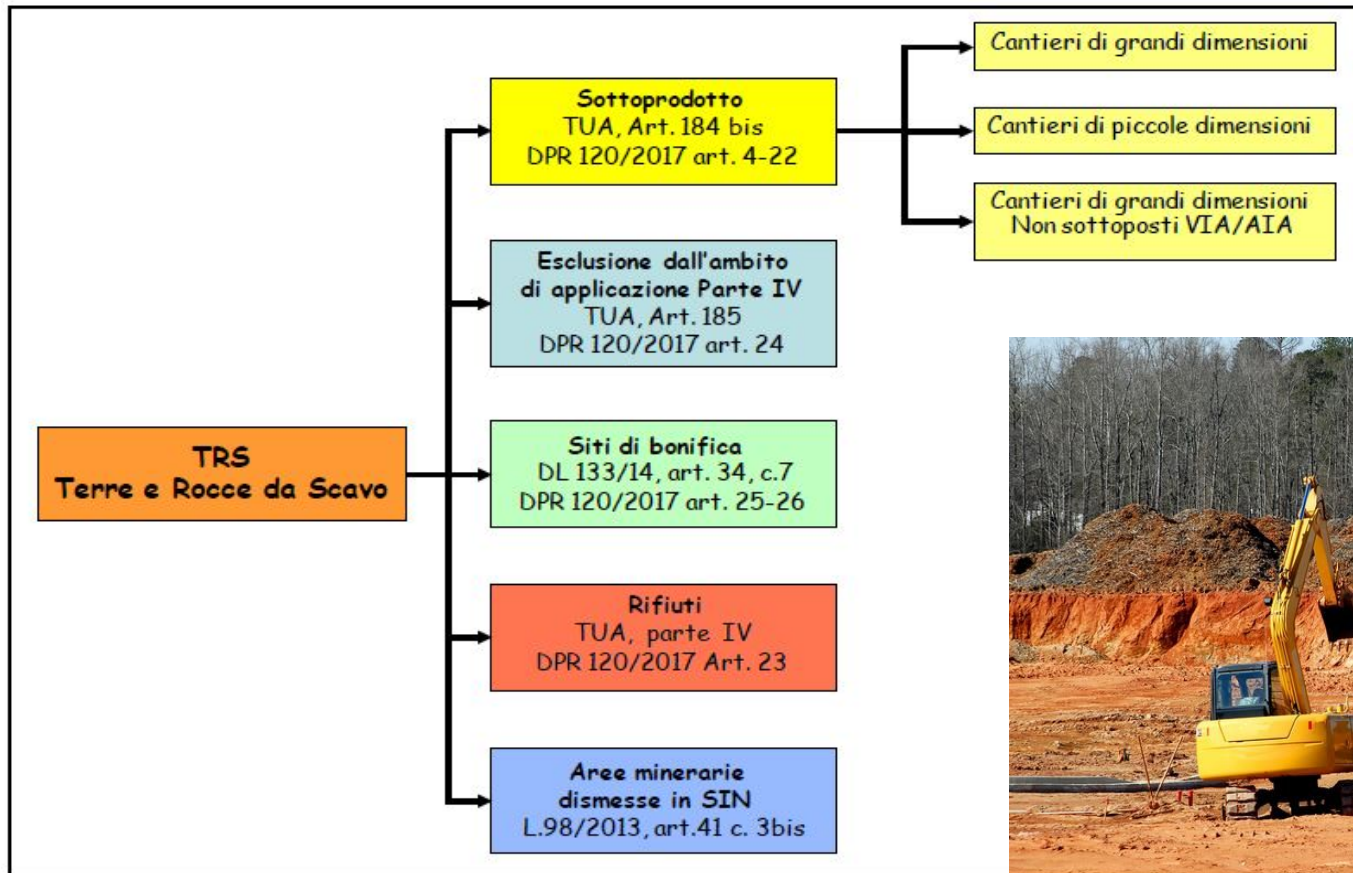 TRS
Terre e Rocce da Scavo
Sottoprodotto
TUA, Art. 184 bis
DPR 120/2017 art. 4-22
Cantieri di grandi dimensioni
Cantieri di piccole dimensioni
Cantieri di grandi dimensioni
Non sottoposti VIA/AIA
Esclusione dall'ambito
di applicazione Parte IV
TUA, Art. 185
DPR 120/2017 art. 24
Siti di bonifica
DL 133/14, art. 34, c.7
DPR 120/2017 art. 25-26
Rifiuti
TUA, parte IV
DPR 120/2017 Art. 23
Aree minerarie
dismesse in SIN
L.98/2013, art.41 c. 3bis